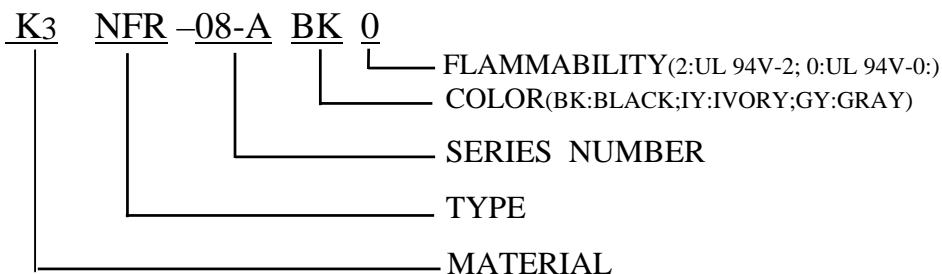 K3 NFR –08-A BK 0
FLAMMABILITY(2:UL 94V-2; 0:UL 94V-0:)
COLOR(BK:BLACK;IY:IVORY;GY:GRAY)
SERIES NUMBER
TYPE
MATERIAL